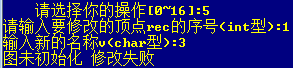 请选择你的操作[0~16]:5
请输入要修改的顶点rec的序号(int型):1
输入新的名称v(char型):3
图未初始化 修改失败